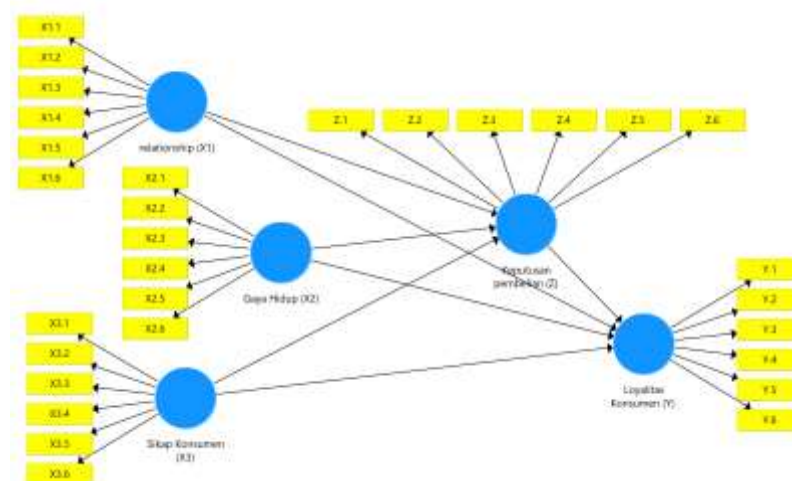 X1.1
X1.2
X1.3
X1.4
X1.5
X1.6
relationship (X1)
X2.1
X2.2
X2.3
X2.4
X2.5
X2.6
Gaya Hidup (X2)
X3.1
X3.2
X3.3
X3.4
X3.5
X3.6
Sikap Konsumen
(X3)
Z.1
Z.2
Z.3
Z.4
Z.5
Z.6
Keputusan
pembelian (Z)
Y.1
Y.2
Y.3
Y.4
Y.5
Y.6
Loyalitas
Konsumen (Y)